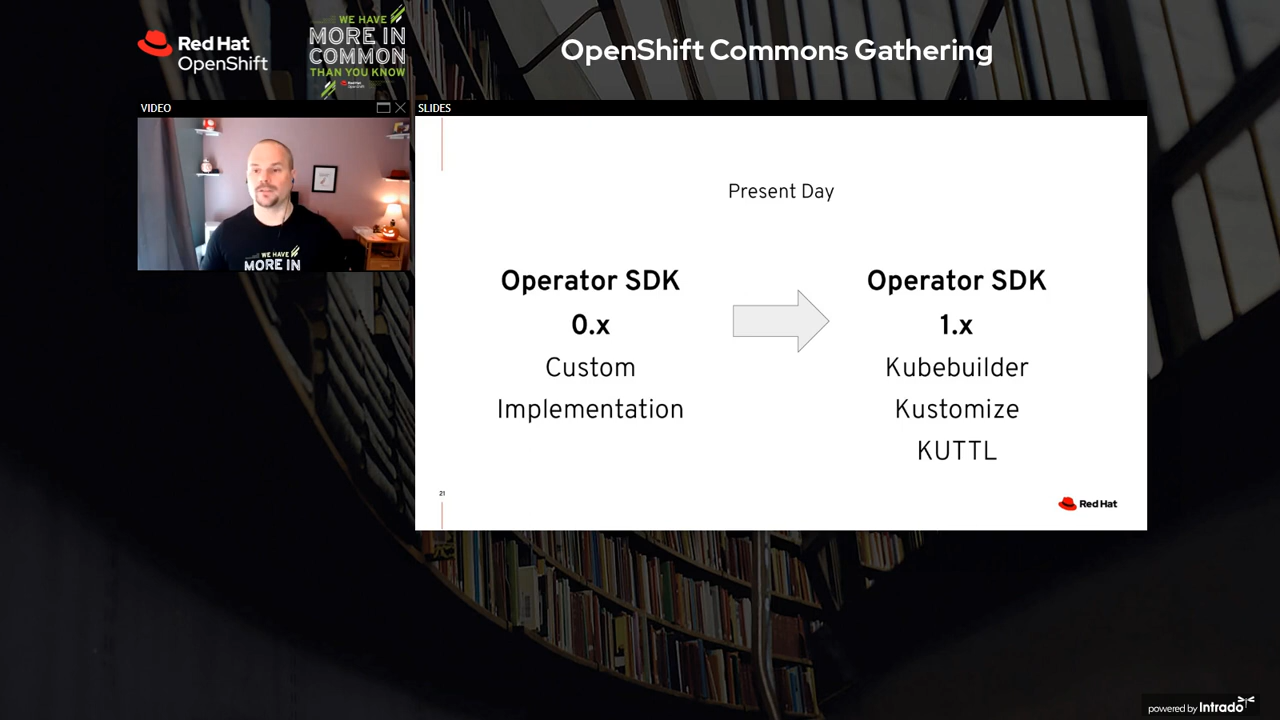 Red Hat
OpenShift
WE HAVE
MORE IN
COMMON
THAN YOU KNOW
OpenShift Commons Gathering
VIDEO
SLIDES
WE HAVE
MORE IN
Present Day
Operator SDK
0.x
Custom
Implementation
Operator SDK
1.x
Kubebuilder
Kustomize
KUTTL
21
Red Hat
powered by Intrado